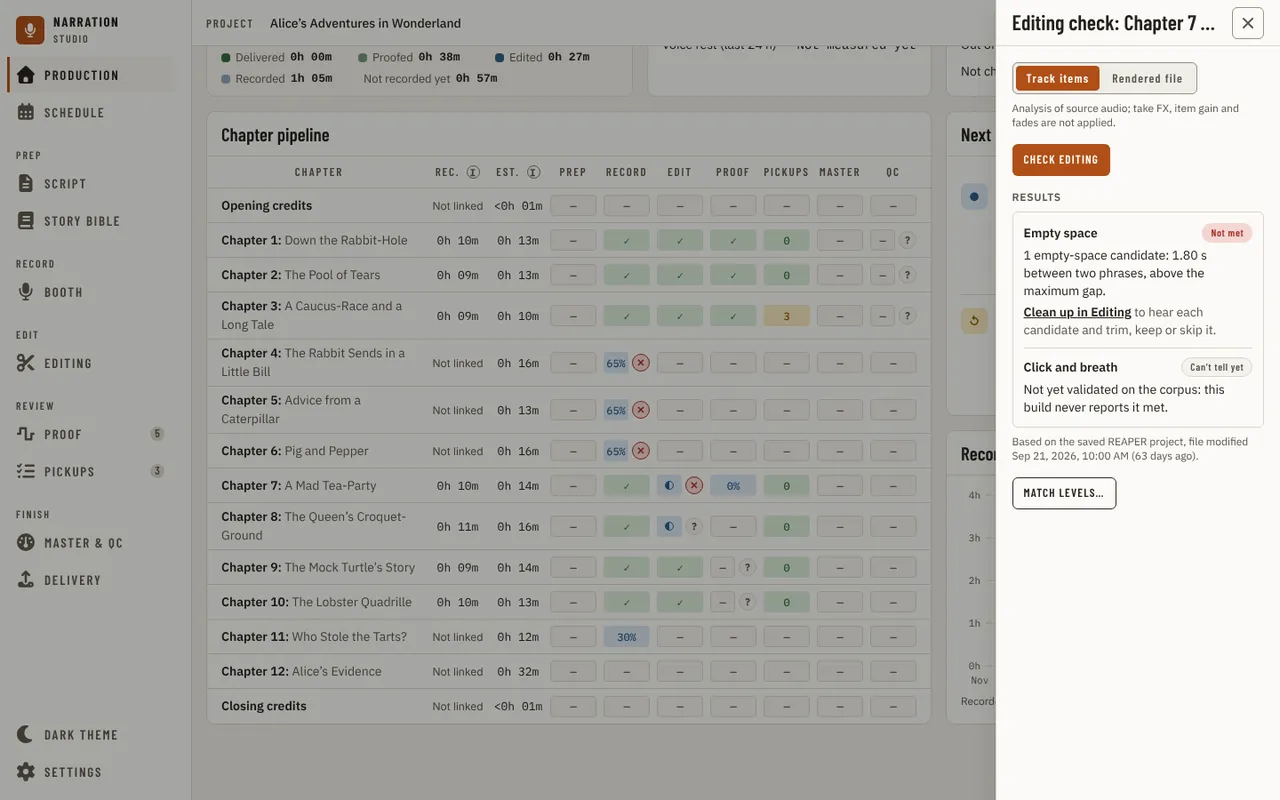 NARRATION
STUDIO
PRODUCTION
SCHEDULE
PREP
SCRIPT
STORY BIBLE
RECORD
BOOTH
EDIT
EDITING
REVIEW
PROOF 5
PICKUPS 3
FINISH
MASTER & QC
DELIVERY
DARK THEME
SETTINGS
PROJECT Alice's Adventures in Wonderland
Delivered 0h 00m Proofed 0h 38m Edited 0h 27m
Recorded 1h 05m Not recorded yet 0h 57m
Chapter pipeline
CHAPTER REC. EST. PREP RECORD EDIT PROOF PICKUPS MASTER QC
Opening credits Not linked <0h 01m – – – – – – –
Chapter 1: Down the Rabbit-Hole 0h 10m 0h 13m – ✓ ✓ ✓ 0 – – ?
Chapter 2: The Pool of Tears 0h 09m 0h 13m – ✓ ✓ ✓ 0 – – ?
Chapter 3: A Caucus-Race and a
Long Tale 0h 09m 0h 10m – ✓ ✓ ✓ 3 – – ?
Chapter 4: The Rabbit Sends in a
Little Bill Not linked 0h 16m – 65% – – – – –
Chapter 5: Advice from a
Caterpillar Not linked 0h 13m – 65% – – – – –
Chapter 6: Pig and Pepper Not linked 0h 16m – 65% – – – – –
Chapter 7: A Mad Tea-Party 0h 10m 0h 14m – ✓ 0% 0 – –
Chapter 8: The Queen's Croquet-
Ground 0h 11m 0h 16m – ✓ ? – 0 – –
Chapter 9: The Mock Turtle's Story 0h 09m 0h 14m – ✓ ✓ – ? 0 – –
Chapter 10: The Lobster Quadrille 0h 10m 0h 13m – ✓ ✓ – ? 0 – –
Chapter 11: Who Stole the Tarts? Not linked 0h 12m – 30% – – – – –
Chapter 12: Alice's Evidence Not linked 0h 32m – – – – – – –
Closing credits Not linked <0h 01m – – – – – – –
Not ch
Next
Recor
4h
3h
2h
1h
0h
Nov
Record
Editing check: Chapter 7 ...
Track items Rendered file
Analysis of source audio; take FX, item gain and
fades are not applied.
CHECK EDITING
RESULTS
Empty space Not met
1 empty-space candidate: 1.80 s
between two phrases, above the
maximum gap.
Clean up in Editing to hear each
candidate and trim, keep or skip it.
Click and breath Can't tell yet
Not yet validated on the corpus: this
build never reports it met.
Based on the saved REAPER project, file modified
Sep 21, 2026, 10:00 AM (63 days ago).
MATCH LEVELS...